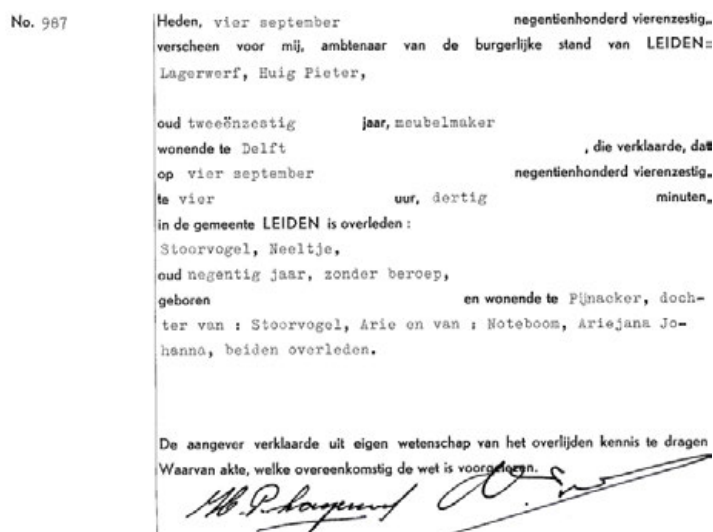 No. 987
Heden, vier september negentienhonderd vierenzestig,
verscheen voor mij, ambtenaar van de burgerlijke stand van LEIDEN:
Lagerwerf, Huig Pieter,
oud tweeënzestig jaar, meubelmaker
wonende te Delft , die verklaarde, dat
op vier september negentienhonderd vierenzestig,
te vier uur, dertig minuten,
in de gemeente LEIDEN is overleden :
Stoorvogel, Neeltje,
oud negentig jaar, zonder beroep,
geboren en wonende te Pijnacker, doch-
ter van : Stoorvogel, Arie en van : Noteboom, Ariejana Jo-
hanna, beiden overleden.
De aangever verklaarde uit eigen wetenschap van het overlijden kennis te dragen
Waarvan akte, welke overeenkomstig de wet is voorgelezen.